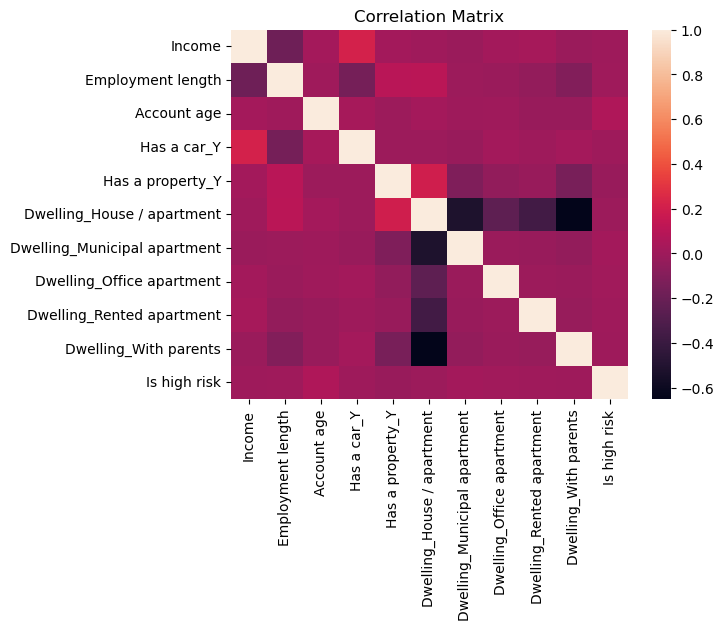 Correlation Matrix
Income
Employment length
Account age
Has a car_Y
Has a property_Y
Dwelling_House / apartment
Dwelling_Municipal apartment
Dwelling_Office apartment
Dwelling_Rented apartment
Dwelling_With parents
Is high risk
Income
Employment length
Account age
Has a car_Y
Has a property_Y
Dwelling_House / apartment
Dwelling_Municipal apartment
Dwelling_Office apartment
Dwelling_Rented apartment
Dwelling_With parents
Is high risk
1.0
0.8
0.6
0.4
0.2
0.0
−0.2
−0.4
−0.6